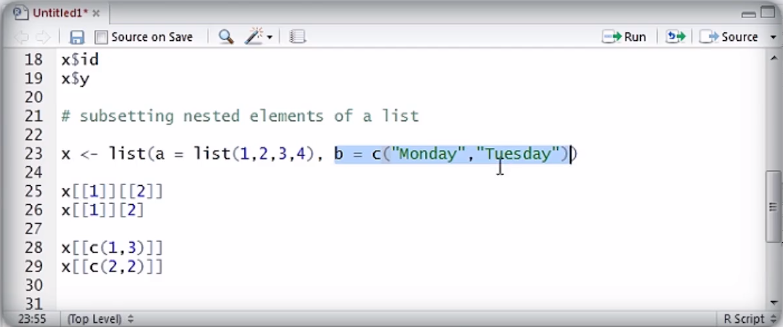 Untitled1*
Source on Save Run Source
18 x$id
19 x$y
20
21 # subsetting nested elements of a list
22
23 x <- list(a = list(1,2,3,4), b = c("Monday","Tuesday"))
24
25 x[[1]][[2]]
26 x[[1]][2]
27
28 x[[c(1,3)]]
29 x[[c(2,2)]]
30
31
23:55 (Top Level) R Script